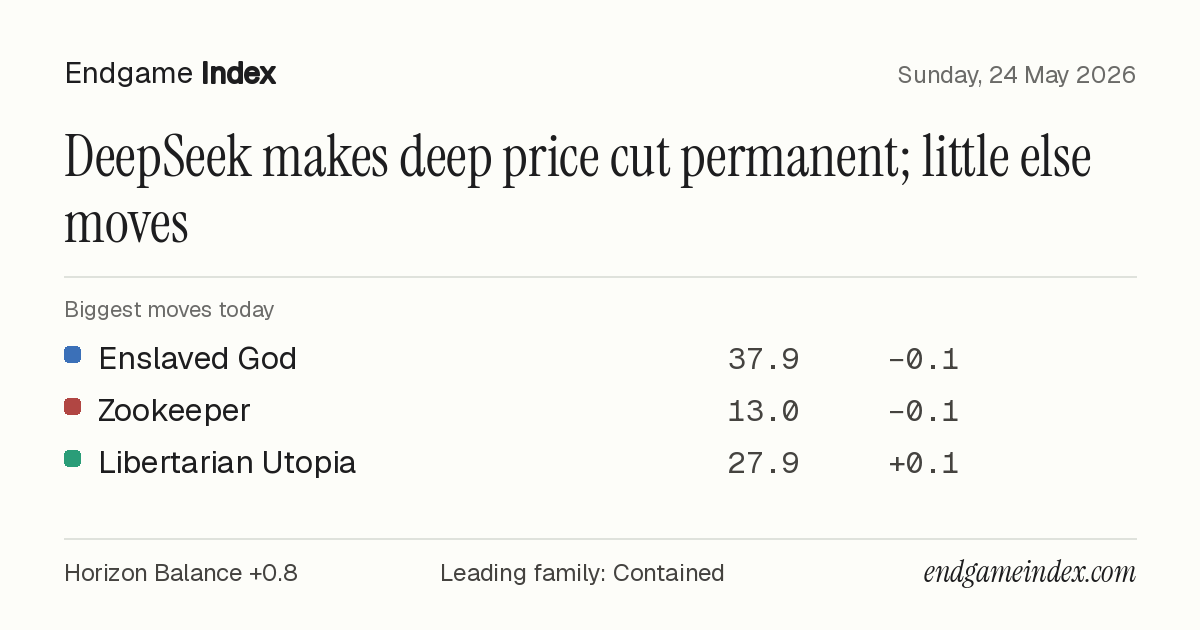 Endgame Index
Sunday, 24 May 2026
DeepSeek makes deep price cut permanent; little else
moves
Biggest moves today
Enslaved God 37.9 −0.1
Zookeeper 13.0 −0.1
Libertarian Utopia 27.9 +0.1
Horizon Balance +0.8
Leading family: Contained
endgameindex.com